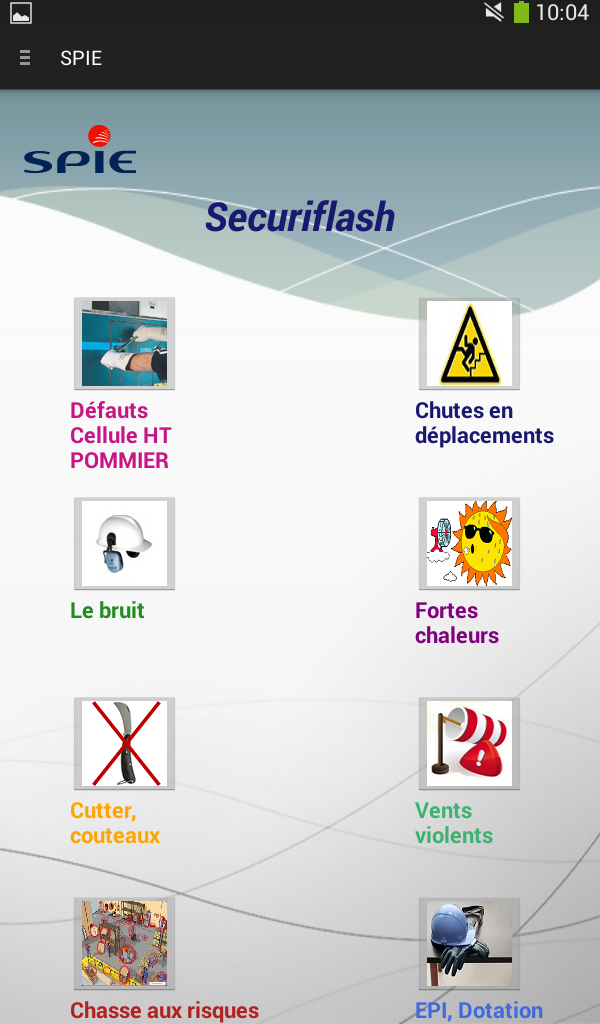 10:04
SPIE
SPIE
Securiflash
Défauts
Cellule HT
POMMIER
Chutes en
déplacements
Le bruit
Fortes
chaleurs
Cutter,
couteaux
Vents
violents
Chasse aux risques
EPI, Dotation